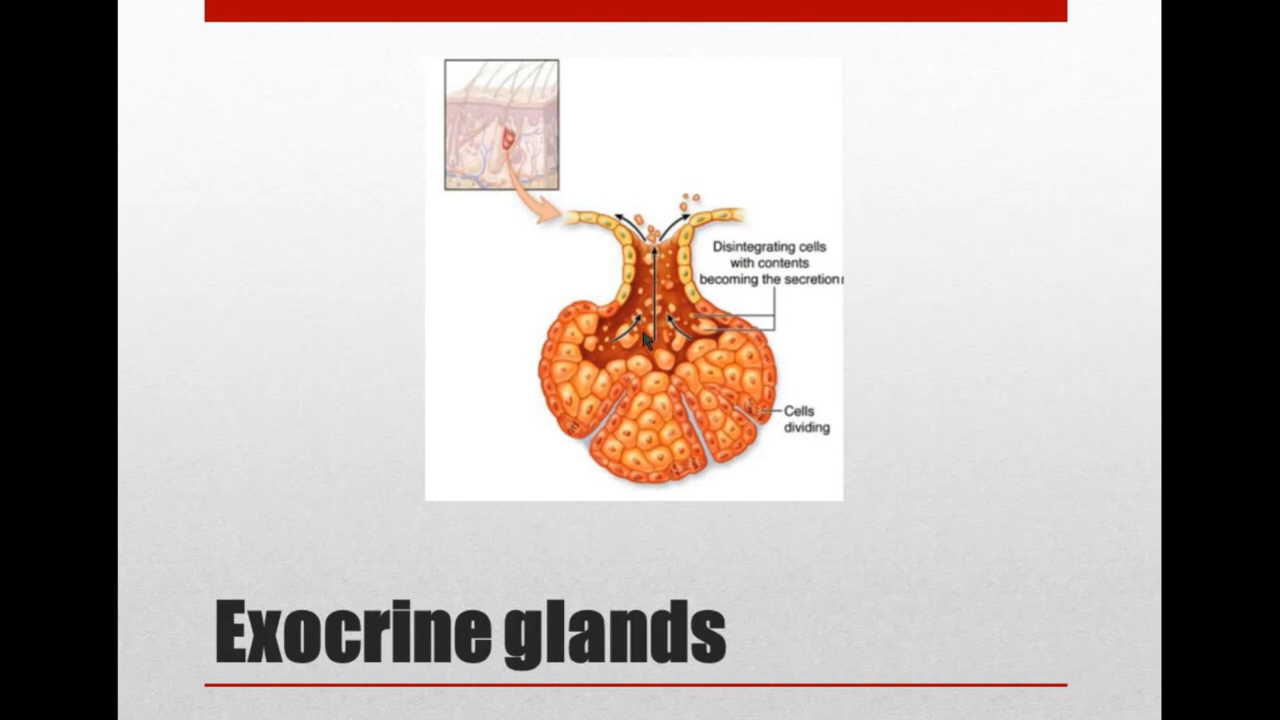 Disintegrating cells
with contents
becoming the secretion
Cells
dividing
Exocrine glands